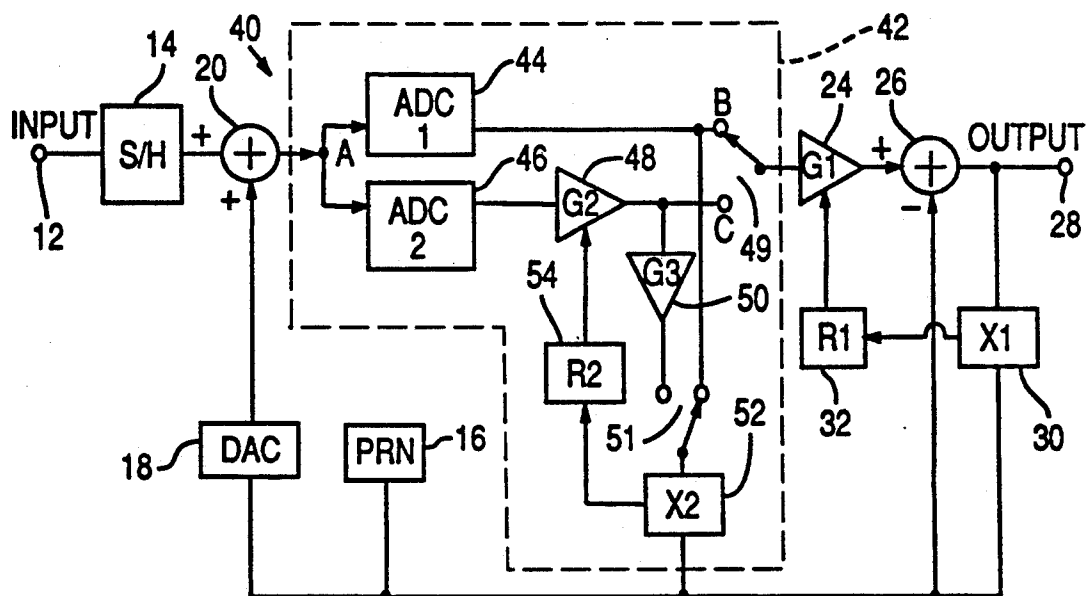 40
42
14
20
44
24
26
INPUT
S/H
+
+
+
A
ADC
1
B
G1
+
-
OUTPUT
12
46
48
ADC
2
G2
C
49
28
54
G3
50
R2
R1
X1
51
52
32
30
18
DAC
PRN
16
X2